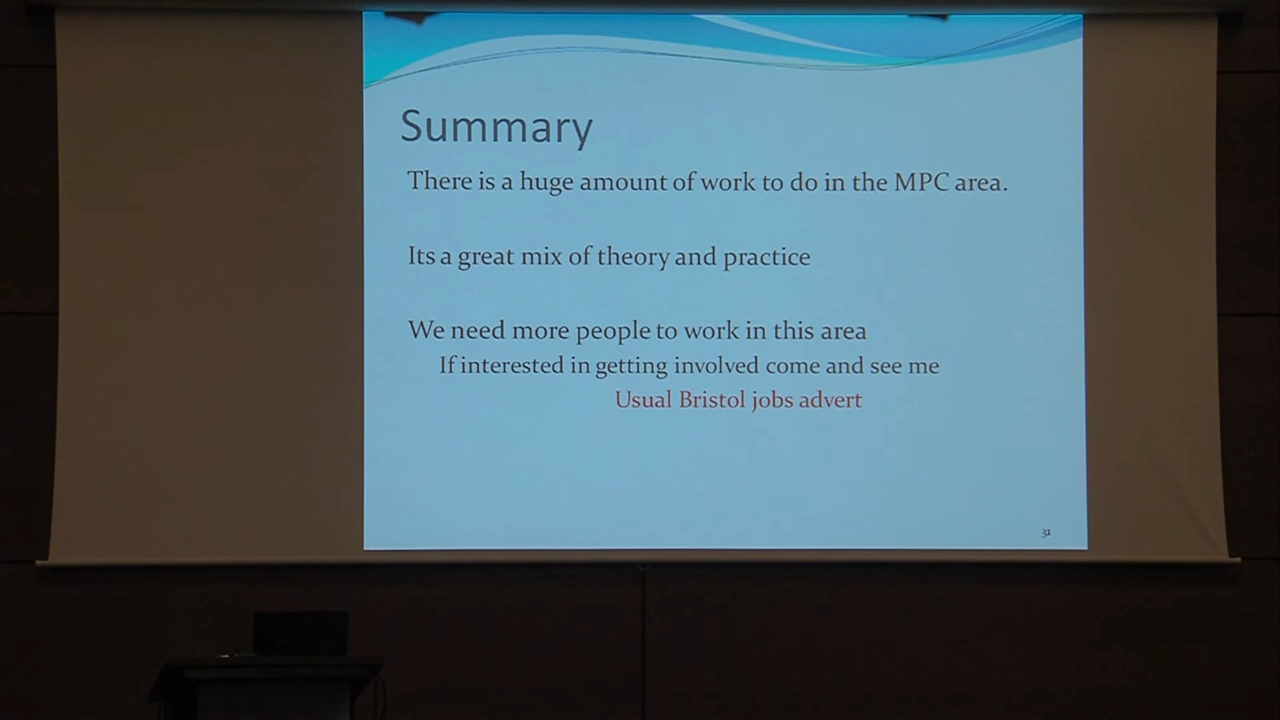 Summary
There is a huge amount of work to do in the MPC area.
Its a great mix of theory and practice
We need more people to work in this area
If interested in getting involved come and see me
Usual Bristol jobs advert
31